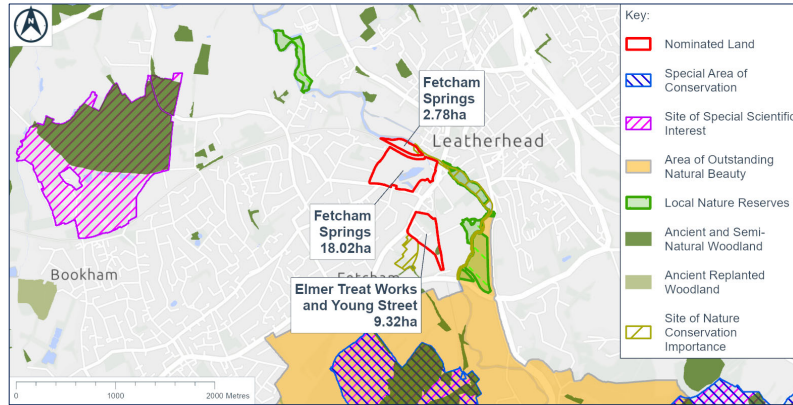 N
Key:
Nominated Land
Special Area of
Conservation
Site of Special Scientific
Interest
Area of Outstanding
Natural Beauty
Local Nature Reserves
Ancient and Semi-
Natural Woodland
Ancient Replanted
Woodland
Site of Nature
Conservation
Importance
Fetcham
Springs
2.78ha
Leatherhead
Fetcham
Springs
18.02ha
Bookham
Fetcham
Elmer Treat Works
and Young Street
9.32ha
0 1000 2000 Metres